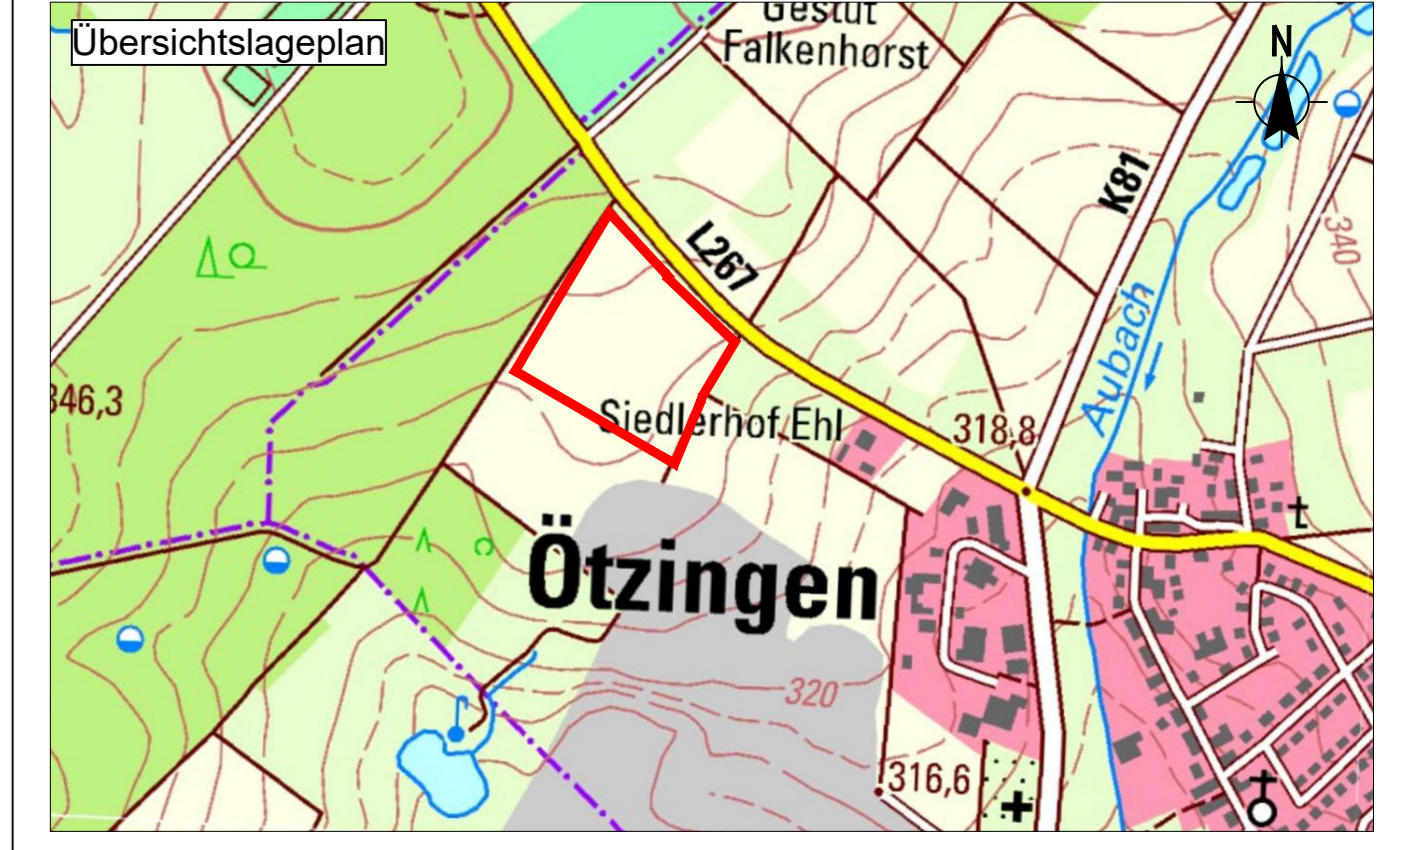 Übersichtslageplan
Gestüt
Falkenhorst
N
K81
L267
340
Aubach
346,3
Siedlerhof Ehl
318,8
Ötzingen
320
316,6